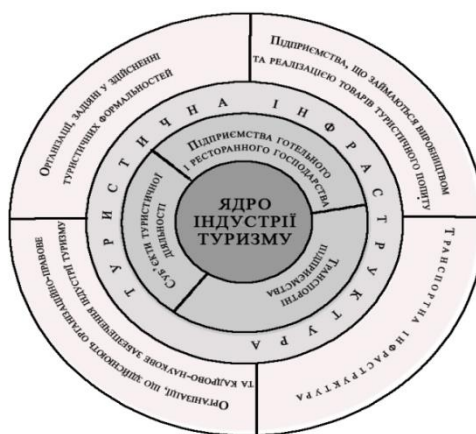 Організації, задіяні у здійсненні
туристичних формальностей
Підприємства, що займаються виробництвом
та реалізацією товарів туристичного попиту
ТУРИСТИЧНА ІНФРАСТРУКТУРА
Підприємства готельного
і ресторанного господарства
Суб'єкти туристичної
діяльності
ЯДРО
ІНДУСТРІЇ
ТУРИЗМУ
Транспортні
підприємства
Транспортна інфраструктура
Організації, що здійснюють організаційно-правове
та кадрово-наукове забезпечення індустрії туризму